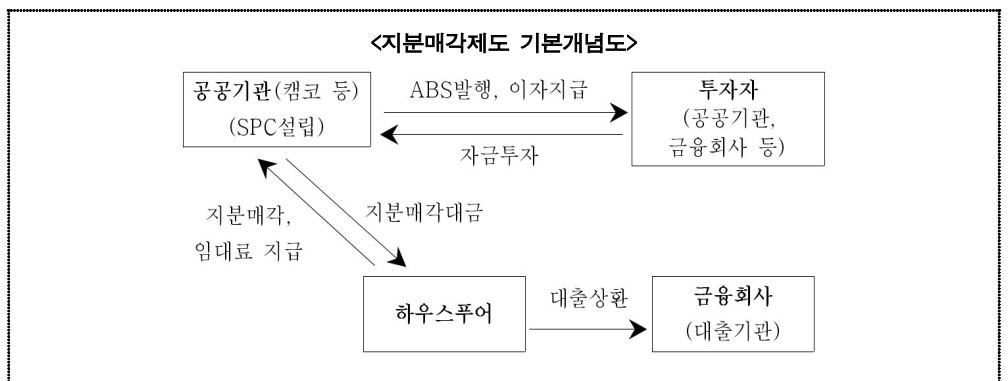 <지분매각제도 기본개념도>
공공기관(캠코 등)
(SPC설립)
ABS발행, 이자지급
자금투자
투자자
(공공기관,
금융회사 등)
지분매각,
임대료 지급
지분매각대금
하우스푸어
대출상환
금융회사
(대출기관)